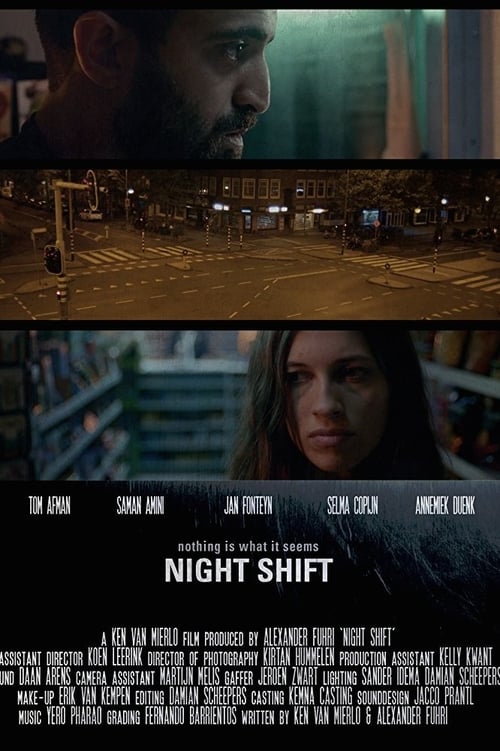 TOM AFMAN SAMAN AMINI JAN FONTEYN SELMA COPIJN ANNEMIEK DUENK
nothing is what it seems
NIGHT SHIFT
A KEN VAN MIERLO FILM PRODUCED BY ALEXANDER FUHRI 'NIGHT SHIFT'
ASSISTANT DIRECTOR KOEN LEERINK DIRECTOR OF PHOTOGRAPHY KIRTAN HUMMELEN PRODUCTION ASSISTANT KELLY KWANT
UND DAAN ARENS CAMERA ASSISTANT MARTIJN MELIS GAFFER JEROEN ZWART LIGHTING SANDER IDEMA DAMIAN SCHEEPERS
MAKE-UP ERIK VAN KEMPEN EDITING DAMIAN SCHEEPERS CASTING KEMNA CASTING SOUNDDESIGN JACCO PRANTL
MUSIC VERO PHARAO GRADING FERNANDO BARRIENTOS WRITTEN BY KEN VAN MIERLO & ALEXANDER FUHRI